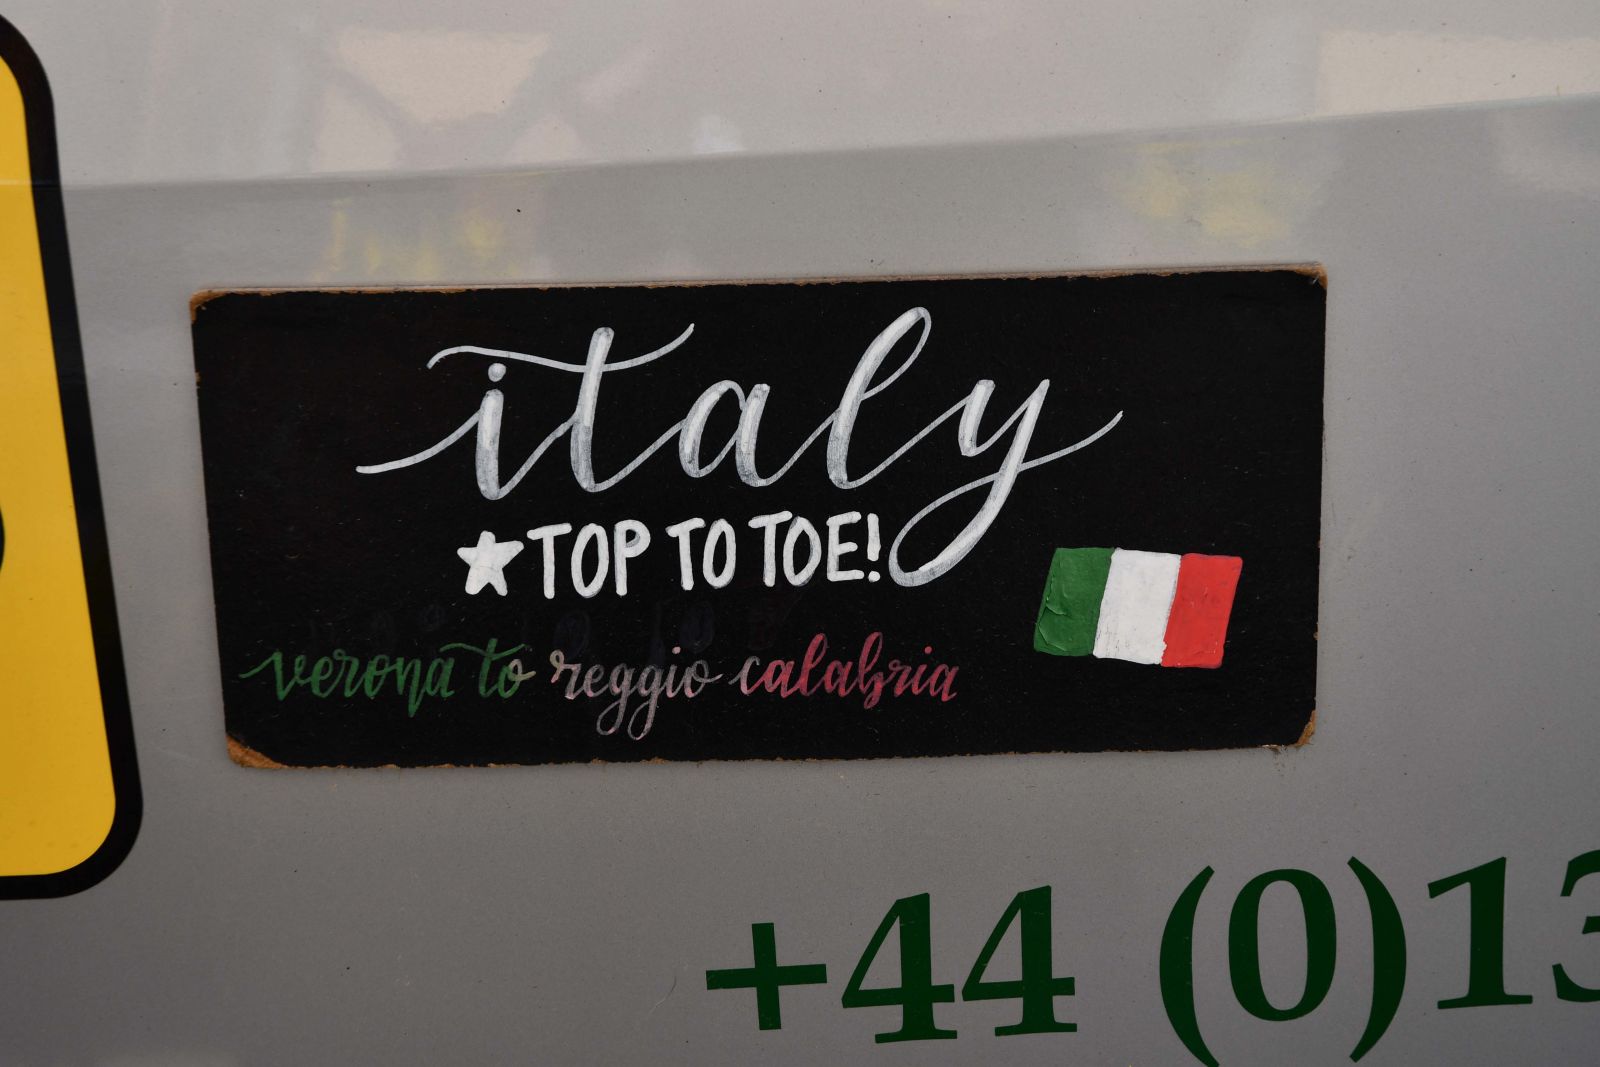 italy
★TOP TO TOE!
verona to reggio calabria
+44 (0)13